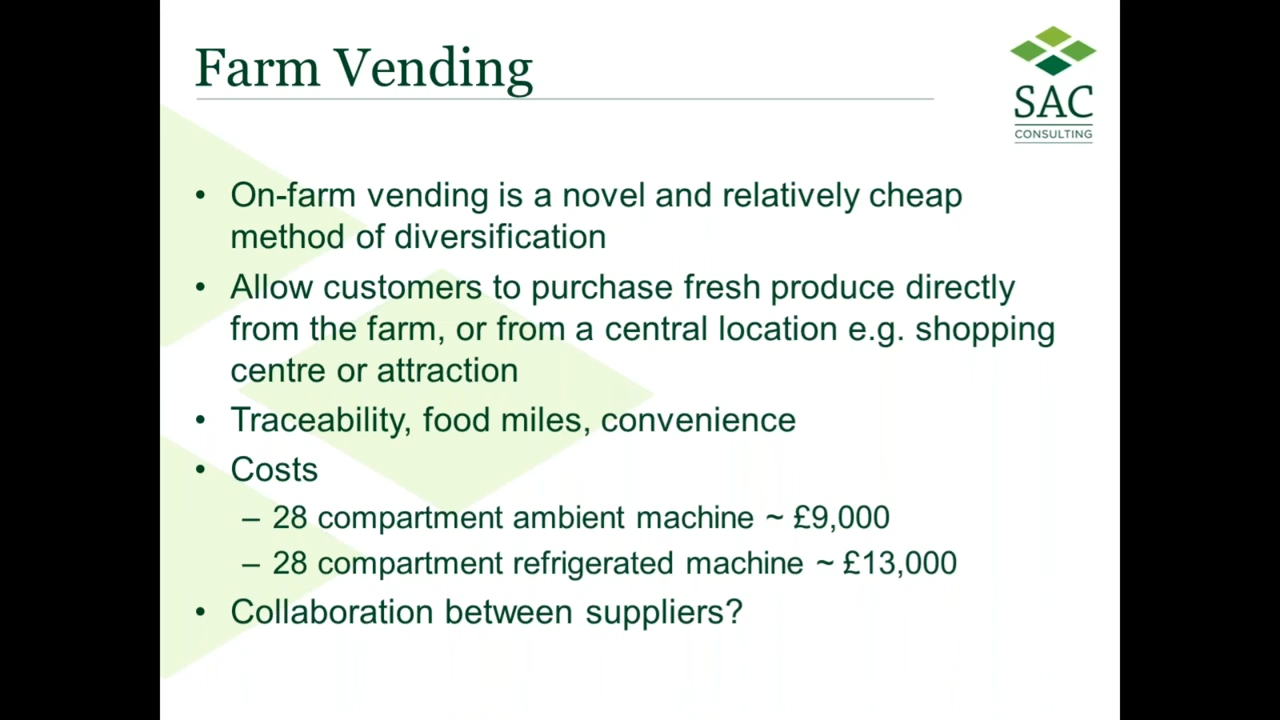 Farm Vending
SAC
CONSULTING
• On-farm vending is a novel and relatively cheap
method of diversification
• Allow customers to purchase fresh produce directly
from the farm, or from a central location e.g. shopping
centre or attraction
• Traceability, food miles, convenience
• Costs
– 28 compartment ambient machine ~ £9,000
– 28 compartment refrigerated machine ~ £13,000
• Collaboration between suppliers?